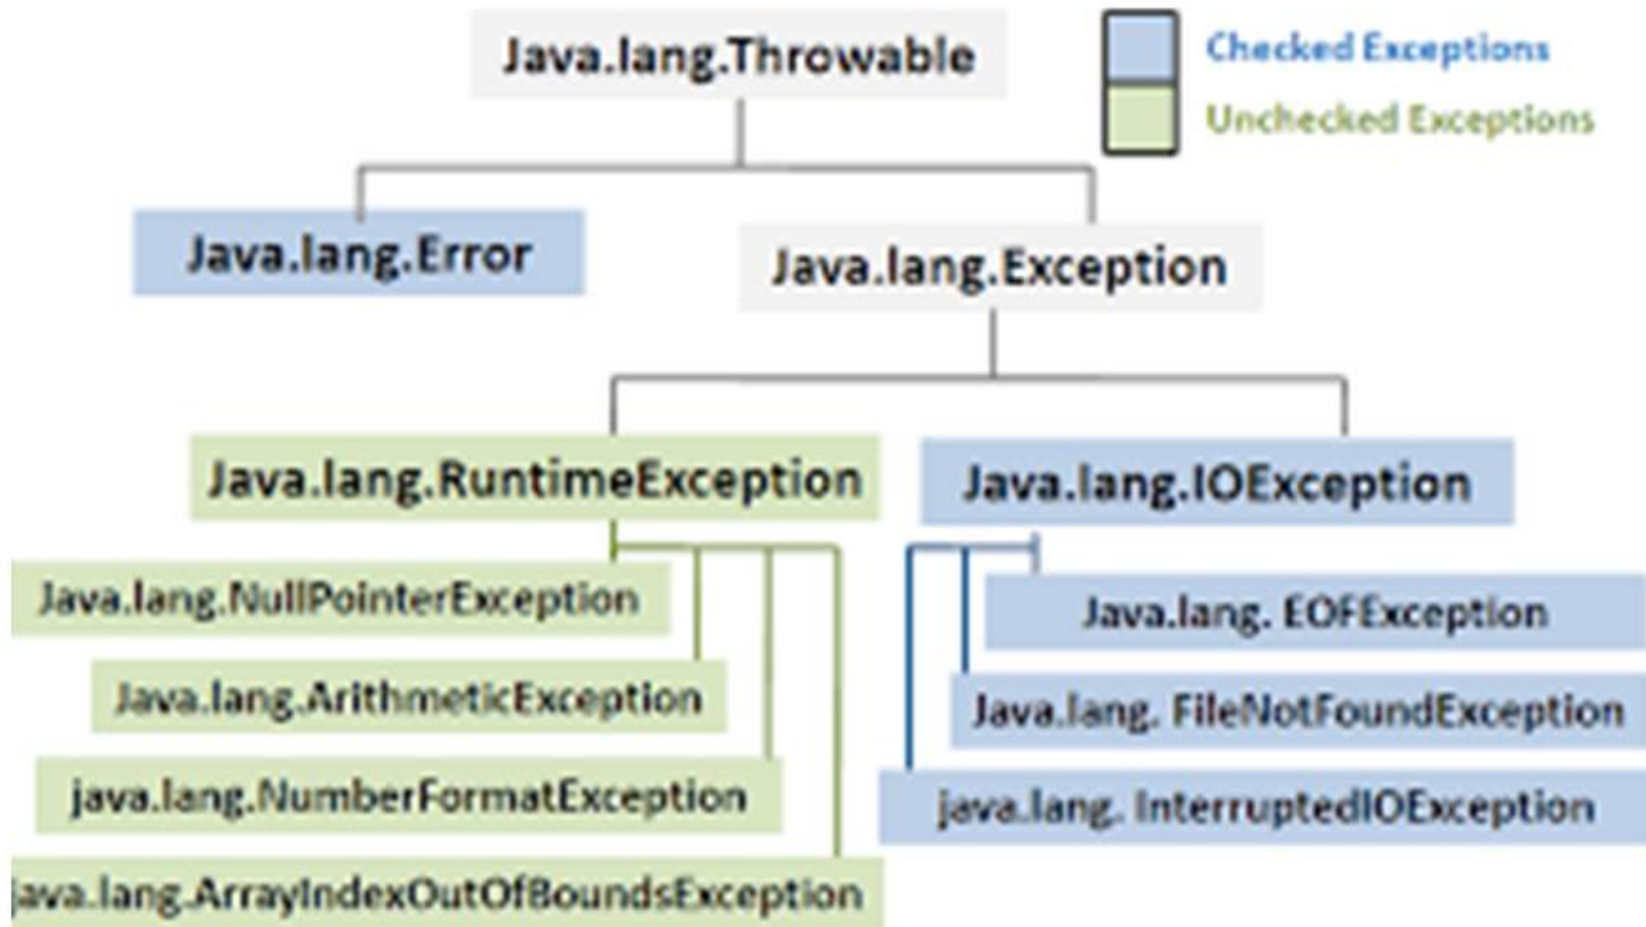 Java.lang.Throwable
Checked Exceptions
Unchecked Exceptions
Java.lang.Error
Java.lang.Exception
Java.lang.RuntimeException
Java.lang.IOException
Java.lang.NullPointerException
Java.lang. EOFException
Java.lang.ArithmeticException
Java.lang. FileNotFoundException
java.lang.NumberFormatException
java.lang. InterruptedIOException
java.lang.ArrayIndexOutOfBoundsException